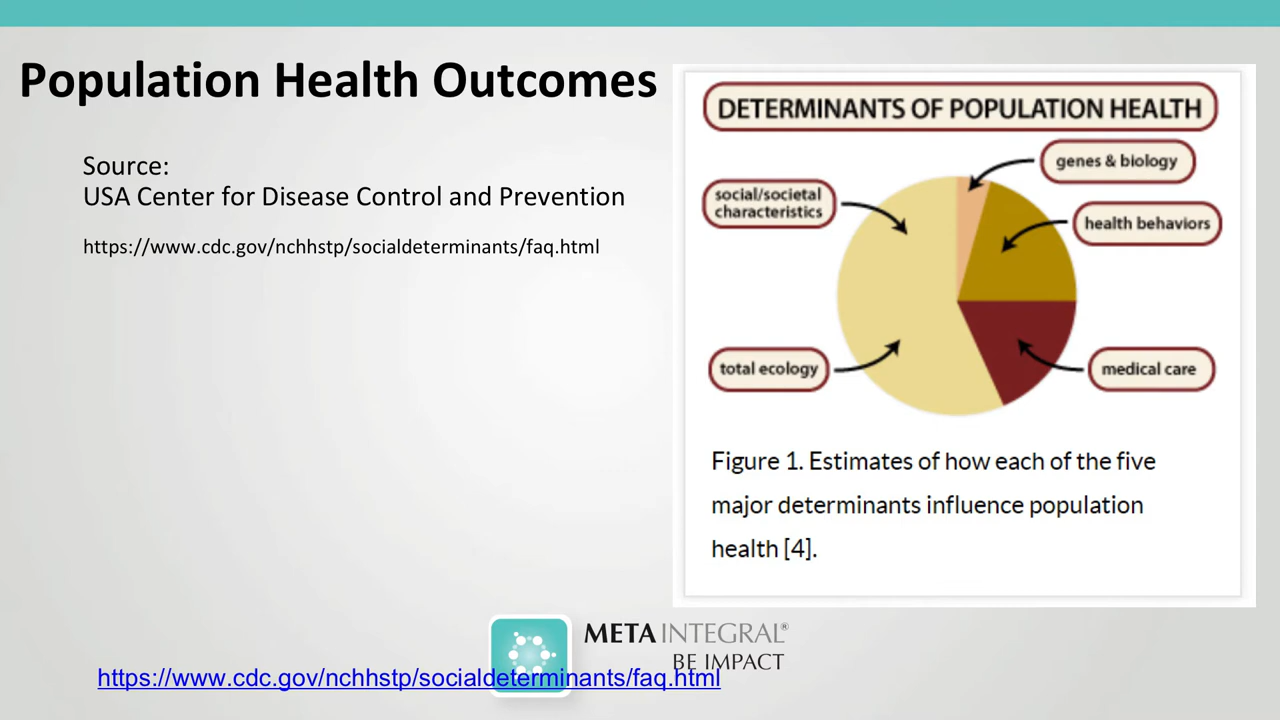 Population Health Outcomes
Source:
USA Center for Disease Control and Prevention
https://www.cdc.gov/nchhstp/socialdeterminants/faq.html
DETERMINANTS OF POPULATION HEALTH
genes & biology
social/societal
characteristics
health behaviors
total ecology
medical care
Figure 1. Estimates of how each of the five
major determinants influence population
health [4].
METAINTEGRAL®
BE IMPACT
https://www.cdc.gov/nchhstp/socialdeterminants/faq.html